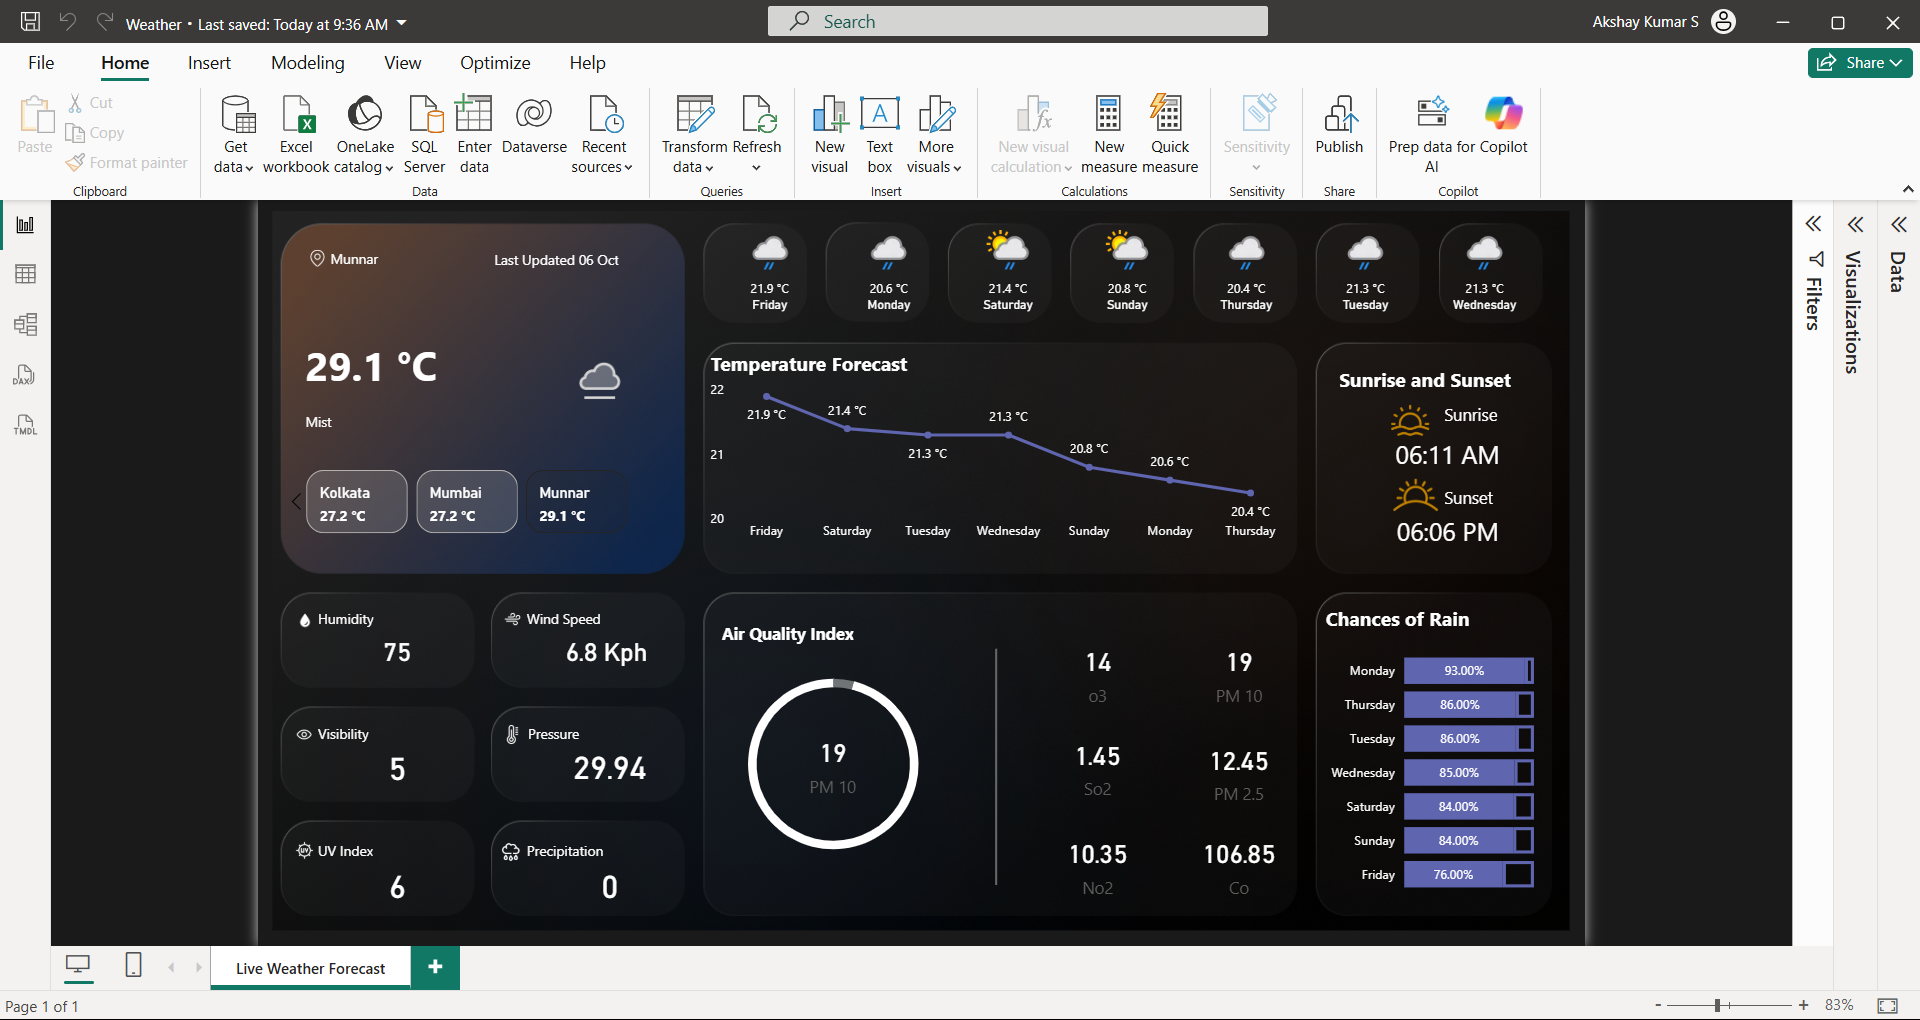 Weather • Last saved: Today at 9:36 AM
Search
Akshay Kumar S
File Home Insert Modeling View Optimize Help
Share
Paste
Cut
Copy
Format painter
Clipboard
Get data
Excel workbook
OneLake catalog
SQL Server
Enter data
Dataverse
Recent sources
Data
Transform data
Refresh
Queries
New visual
Text box
More visuals
Insert
New visual calculation
New measure
Quick measure
Calculations
Sensitivity
Sensitivity
Publish
Share
Prep data for AI
Copilot
Copilot
DAX
TMDL
Munnar
Last Updated 06 Oct
29.1 °C
Mist
Kolkata
27.2 °C
Mumbai
27.2 °C
Munnar
29.1 °C
21.9 °C
Friday
20.6 °C
Monday
21.4 °C
Saturday
20.8 °C
Sunday
20.4 °C
Thursday
21.3 °C
Tuesday
21.3 °C
Wednesday
Temperature Forecast
22
21
20
21.9 °C
21.4 °C
21.3 °C
21.3 °C
20.8 °C
20.6 °C
20.4 °C
Friday Saturday Tuesday Wednesday Sunday Monday Thursday
Sunrise and Sunset
Sunrise
06:11 AM
Sunset
06:06 PM
Humidity
75
Wind Speed
6.8 Kph
Visibility
5
Pressure
29.94
UV Index
6
Precipitation
0
Air Quality Index
19
PM 10
14
o3
19
PM 10
1.45
So2
12.45
PM 2.5
10.35
No2
106.85
Co
Chances of Rain
Monday 93.00%
Thursday 86.00%
Tuesday 86.00%
Wednesday 85.00%
Saturday 84.00%
Sunday 84.00%
Friday 76.00%
Filters
Visualizations
Data
Live Weather Forecast
Page 1 of 1
83%